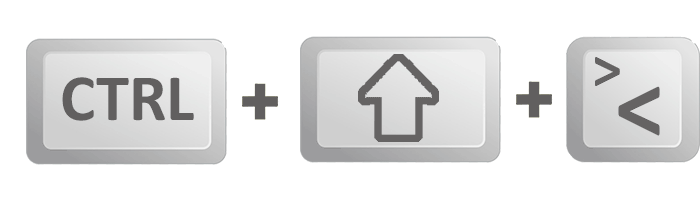 CTRL + ⇧ + > <